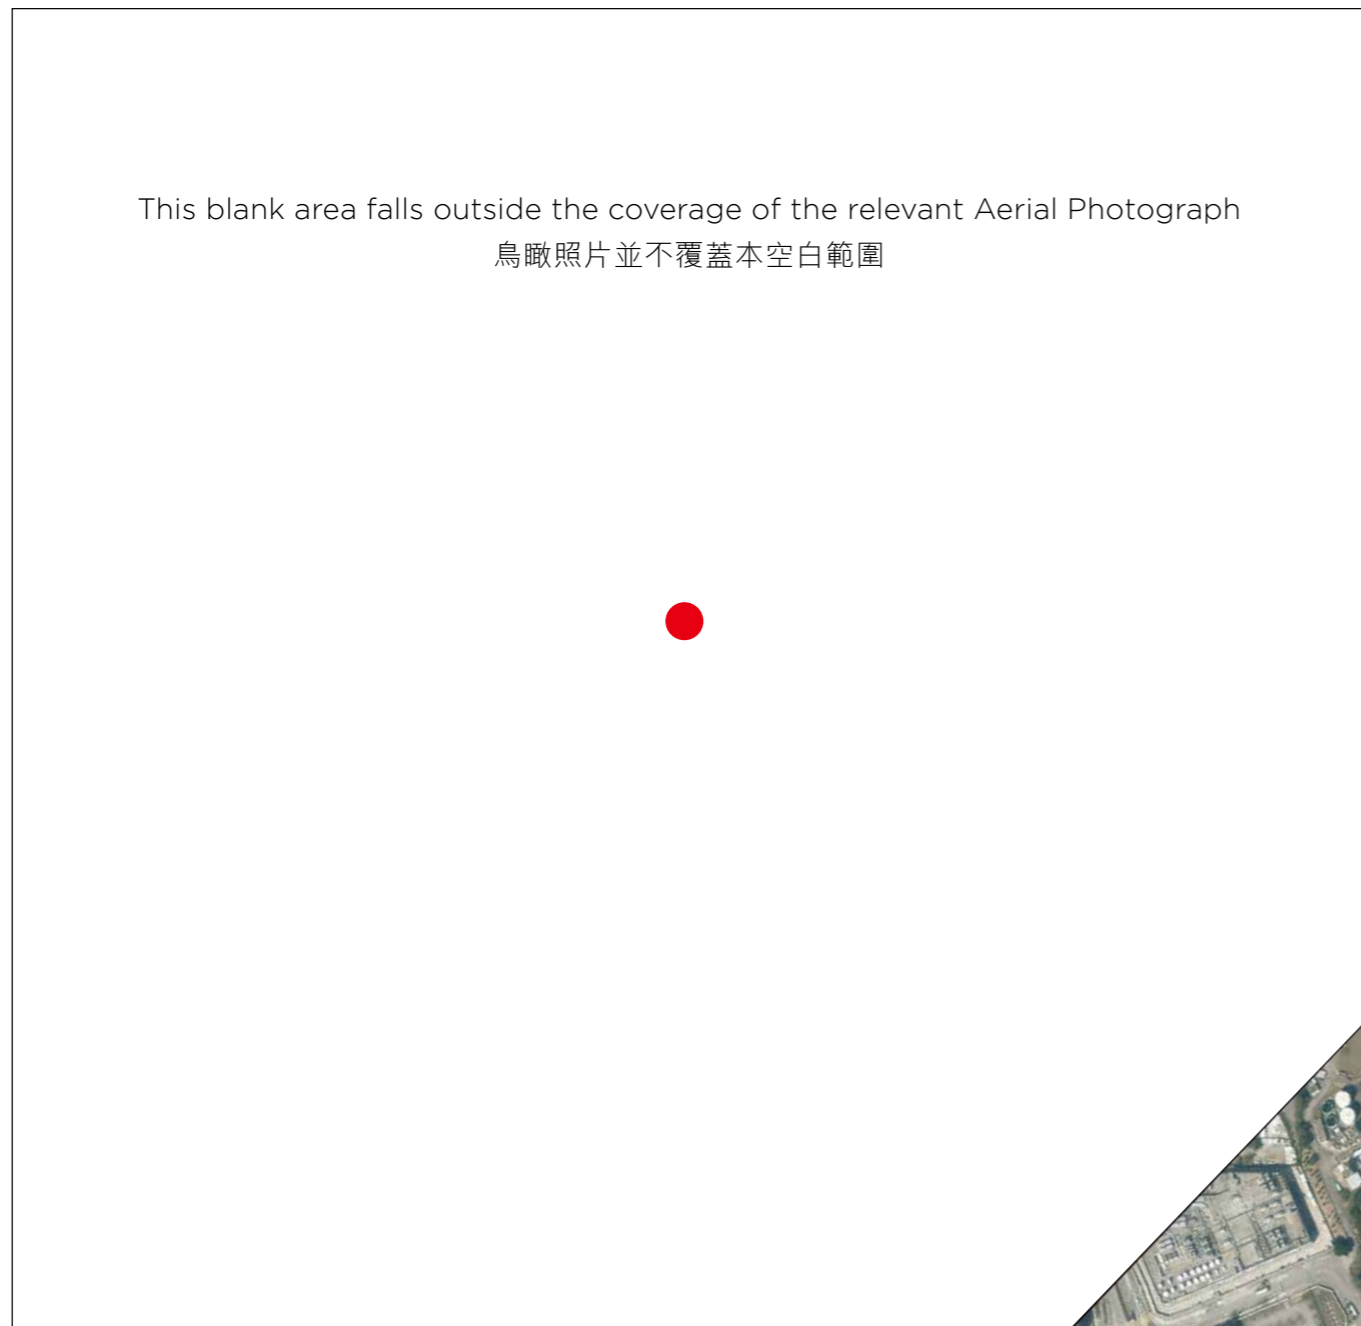 This blank area falls outside the coverage of the relevant Aerial Photograph
鳥瞰照片並不覆蓋本空白範圍